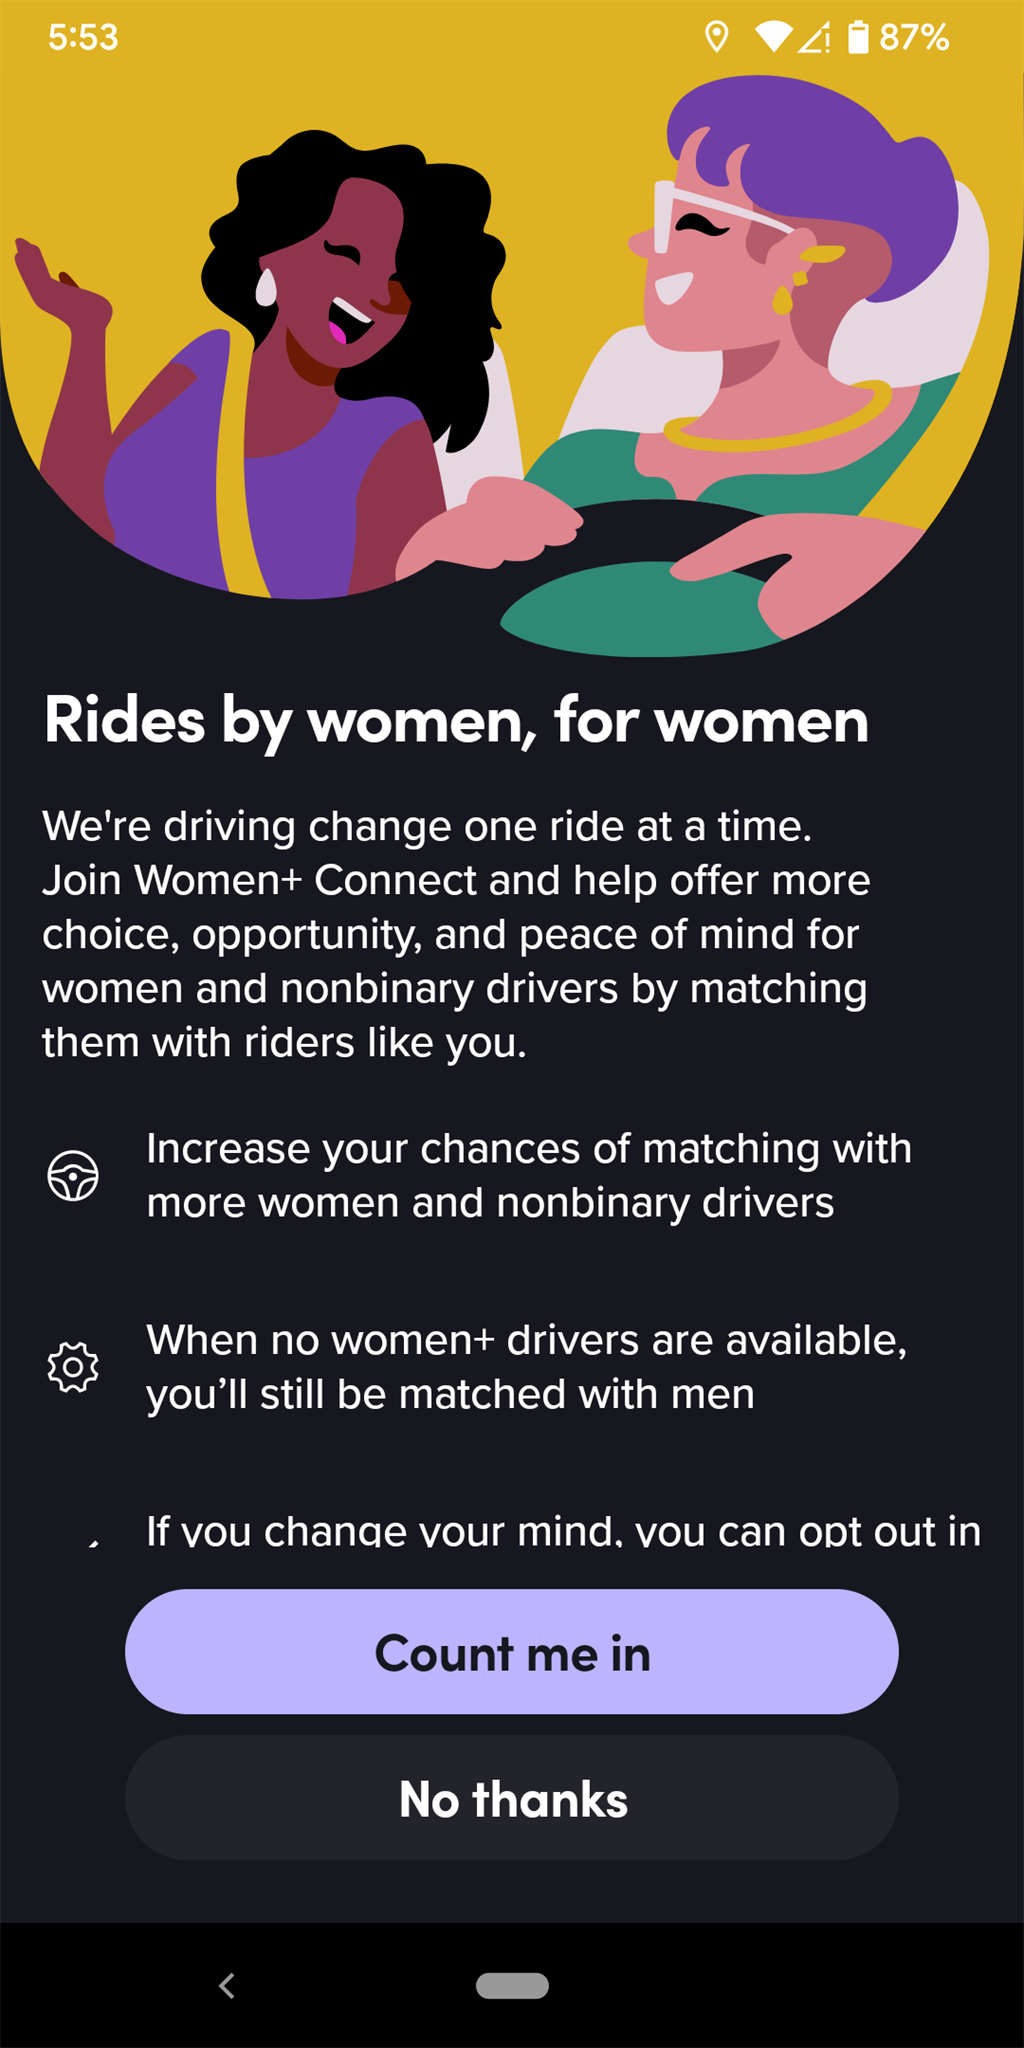 5:53
87%
Rides by women, for women
We're driving change one ride at a time.
Join Women+ Connect and help offer more
choice, opportunity, and peace of mind for
women and nonbinary drivers by matching
them with riders like you.
Increase your chances of matching with
more women and nonbinary drivers
When no women+ drivers are available,
you’ll still be matched with men
If you change your mind, you can opt out in
Count me in
No thanks